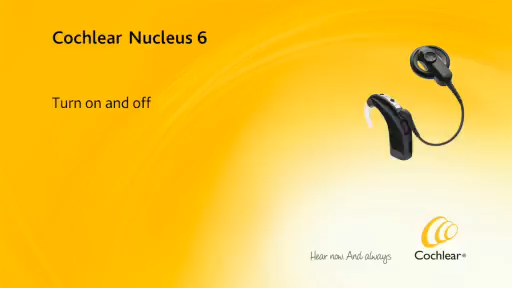 Cochlear Nucleus 6
Turn on and off
Hear now. And always
Cochlear®